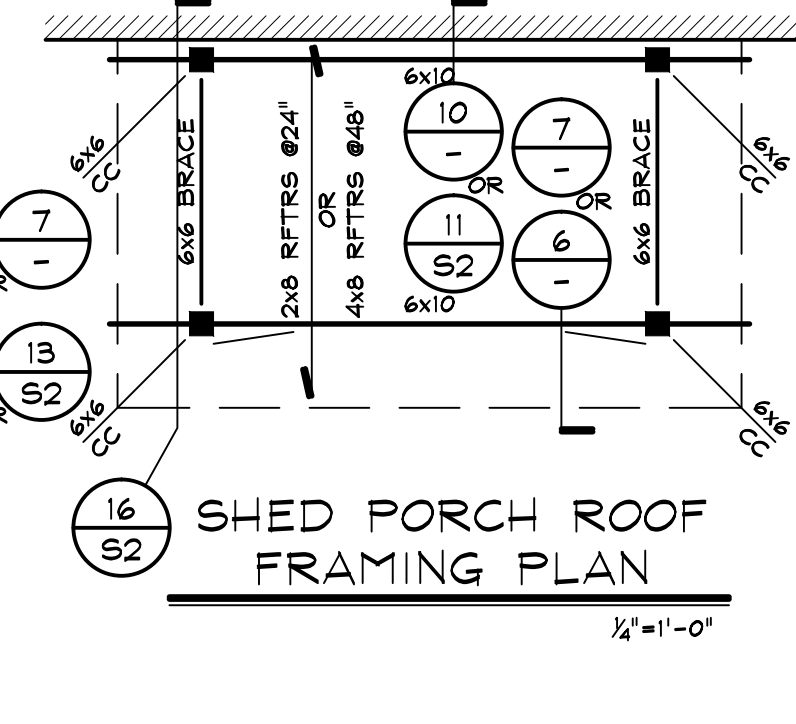 6x10
10
-
7
-
6x6
CC
6x6 BRACE
2x8 RFTRS @24"
OR
4x8 RFTRS @48"
OR
OR
6x6 BRACE
6x6
CC
7
-
11
S2
6
-
6x10
13
S2
6x6
CC
6x6
CC
16
S2
SHED PORCH ROOF
FRAMING PLAN
1/4"=1'-0"